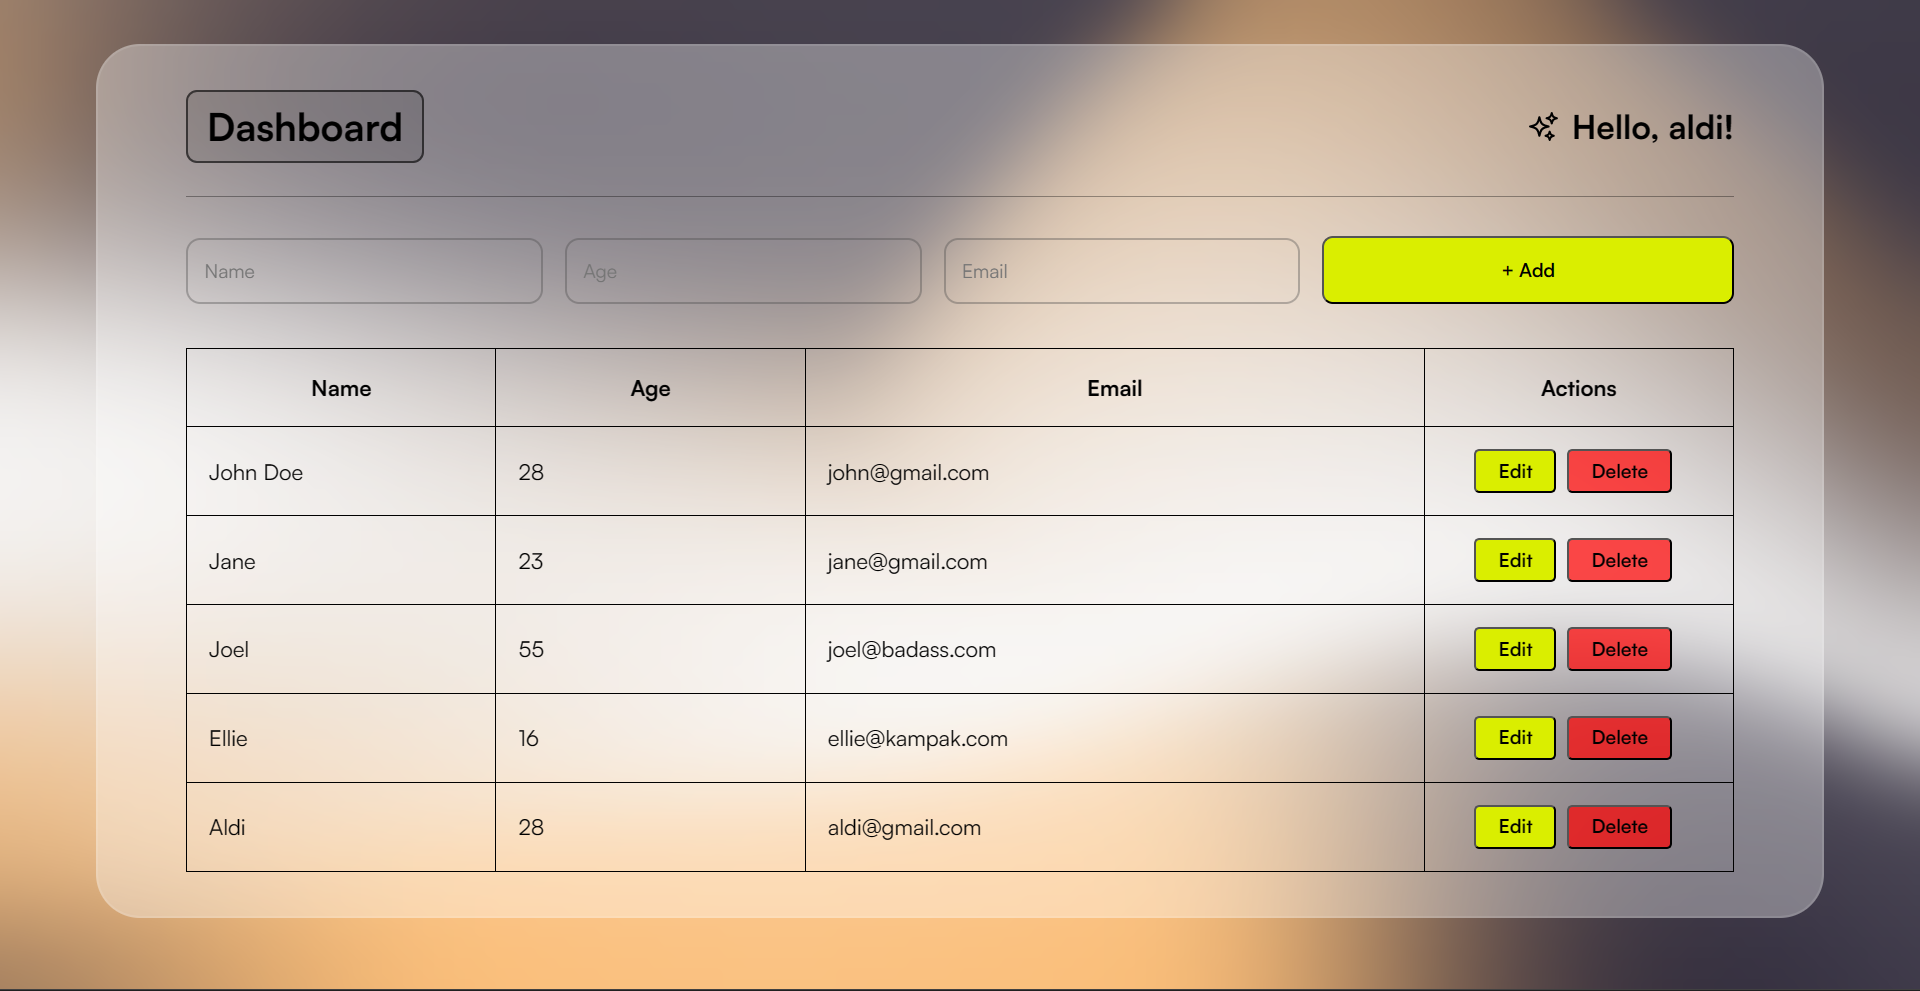 Dashboard
Hello, aldi!
Name Age Email + Add
Name Age Email Actions
John Doe 28 john@gmail.com Edit Delete
Jane 23 jane@gmail.com Edit Delete
Joel 55 joel@badass.com Edit Delete
Ellie 16 ellie@kampak.com Edit Delete
Aldi 28 aldi@gmail.com Edit Delete